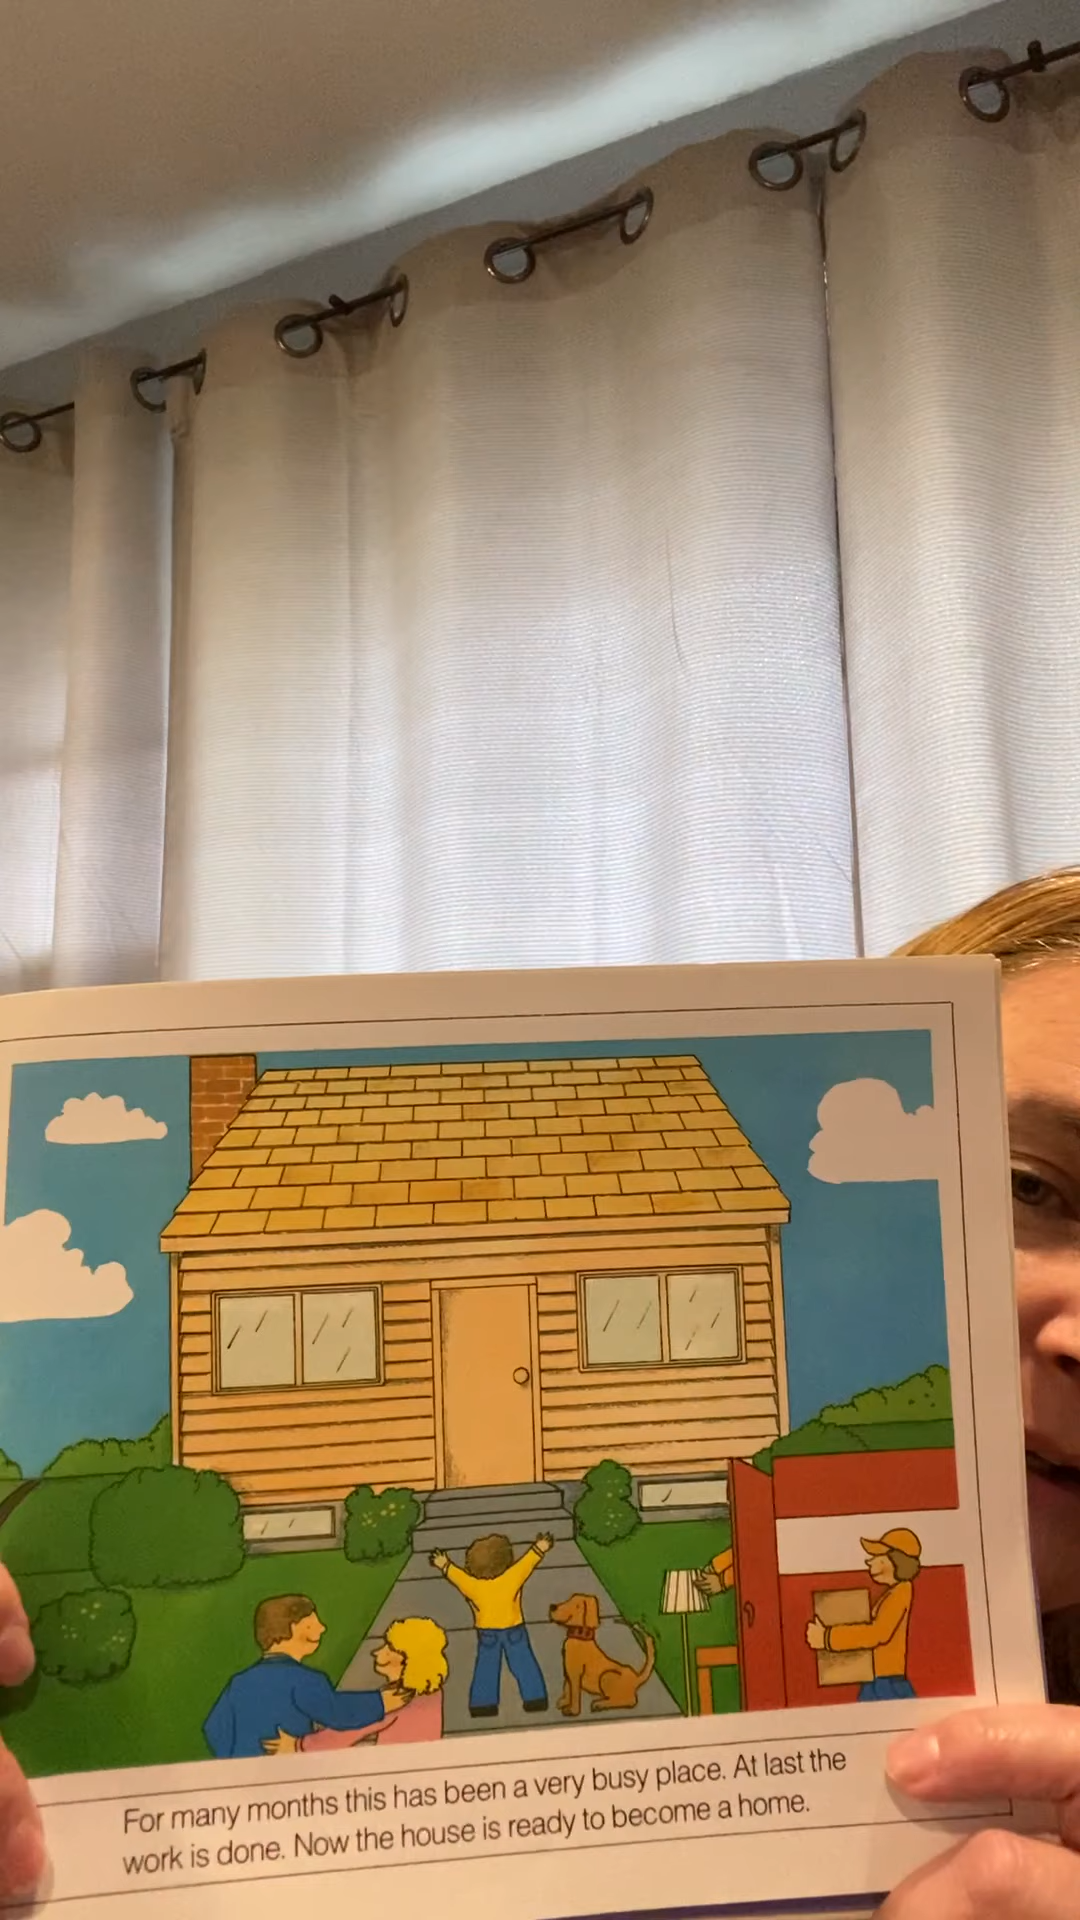 For many months this has been a very busy place. At last the
work is done. Now the house is ready to become a home.